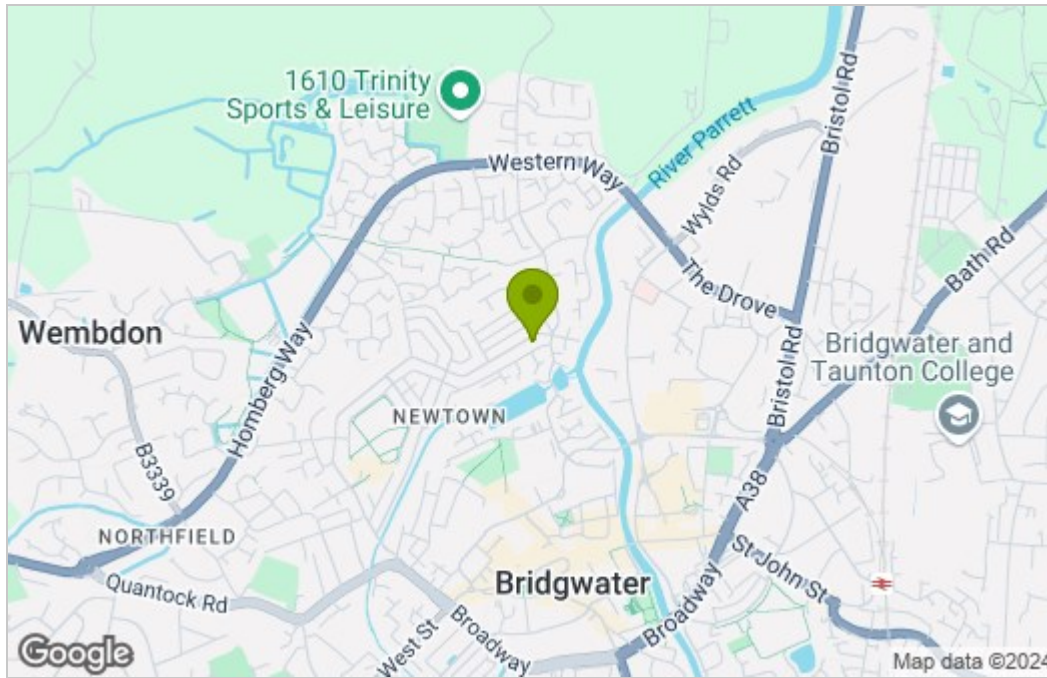 1610 Trinity
Sports & Leisure
Western Way
River Parrett
Wylds Rd
Bristol Rd
The Drove
Bath Rd
Wembdon
Homberg Way
Bristol Rd
Bridgwater and
Taunton College
NEWTOWN
B3339
A38
NORTHFIELD
St John St
Quantock Rd
Bridgwater
Broadway
West St
Broadway
Google
Map data ©2024